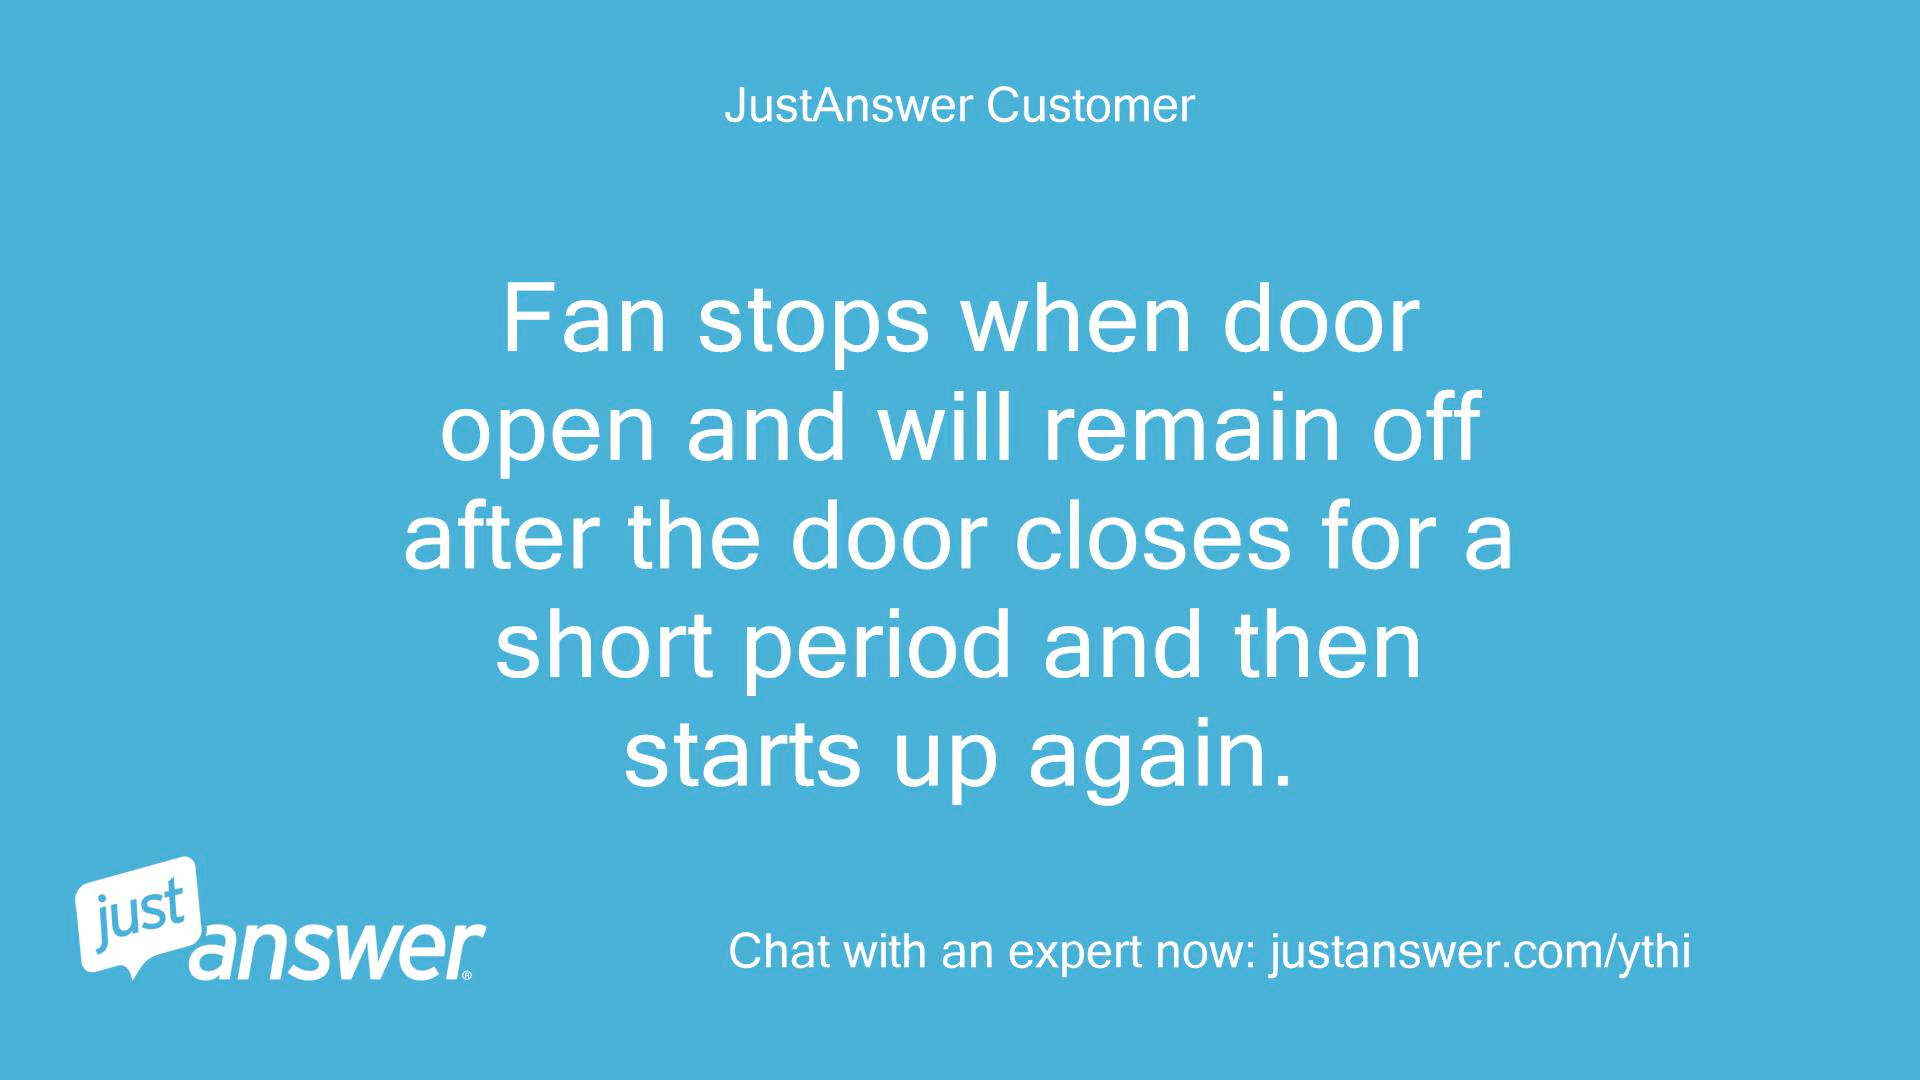 JustAnswer Customer
Fan stops when door
open and will remain off
after the door closes for a
short period and then
starts up again.
just
answer®
Chat with an expert now: justanswer.com/ythi